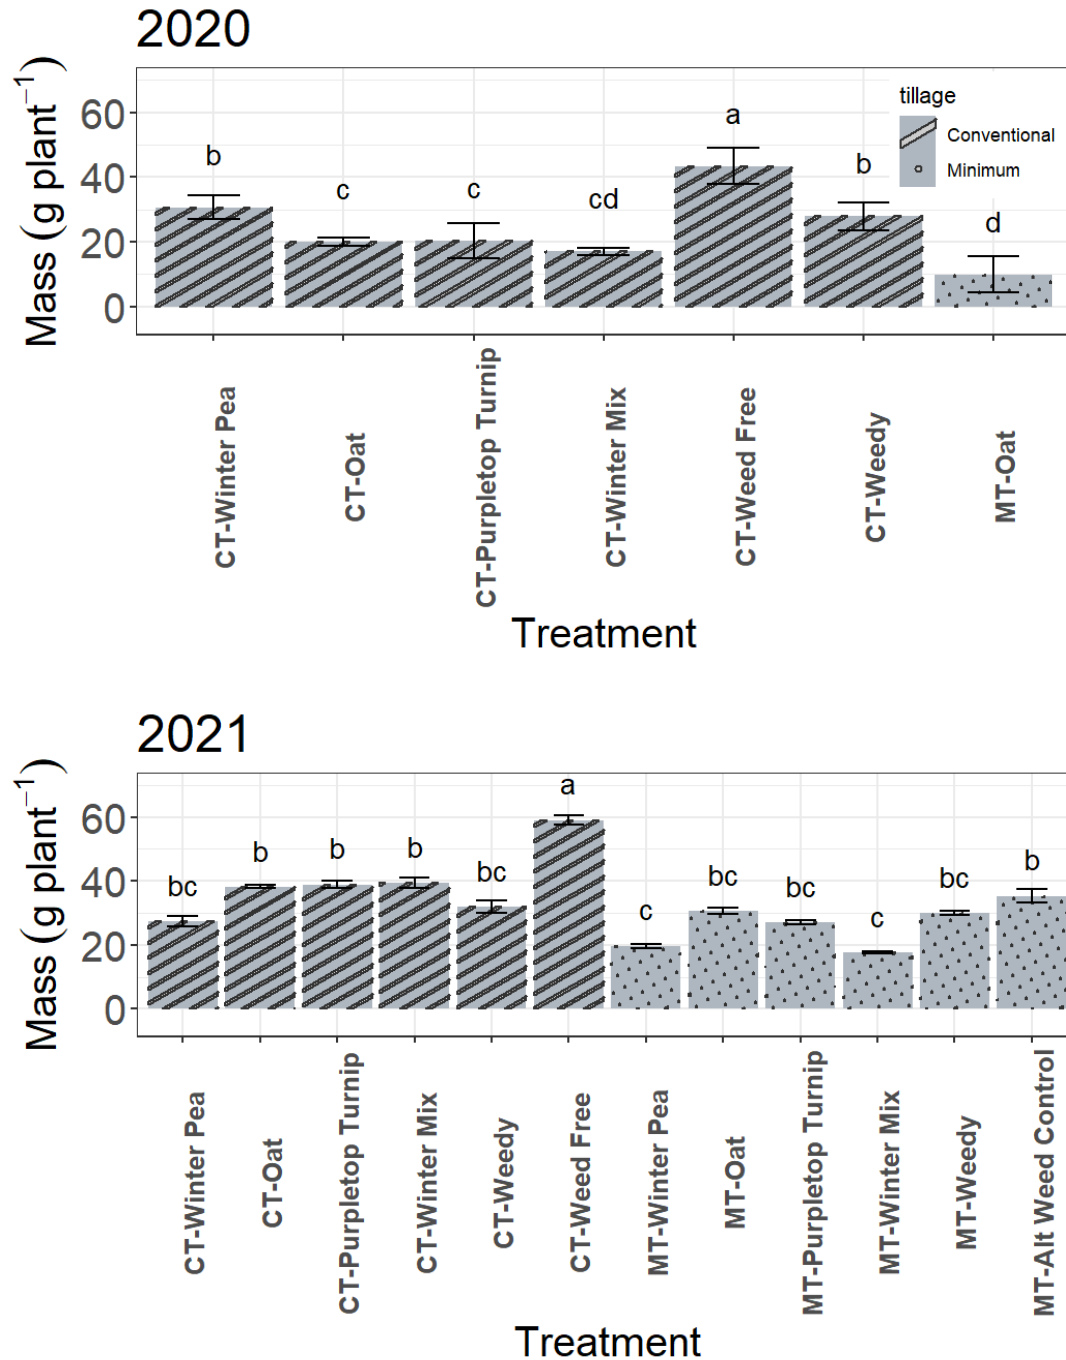 2020
Mass (g plant⁻¹)
60
40
20
0
b
c
c
cd
a
b
d
tillage
Conventional
Minimum
CT-Winter Pea
CT-Oat
CT-Purpletop Turnip
CT-Winter Mix
CT-Weed Free
CT-Weedy
MT-Oat
Treatment
2021
Mass (g plant⁻¹)
60
40
20
0
bc
b
b
b
bc
a
c
bc
bc
c
bc
b
CT-Winter Pea
CT-Oat
CT-Purpletop Turnip
CT-Winter Mix
CT-Weedy
CT-Weed Free
MT-Winter Pea
MT-Oat
MT-Purpletop Turnip
MT-Winter Mix
MT-Weedy
MT-Alt Weed Control
Treatment